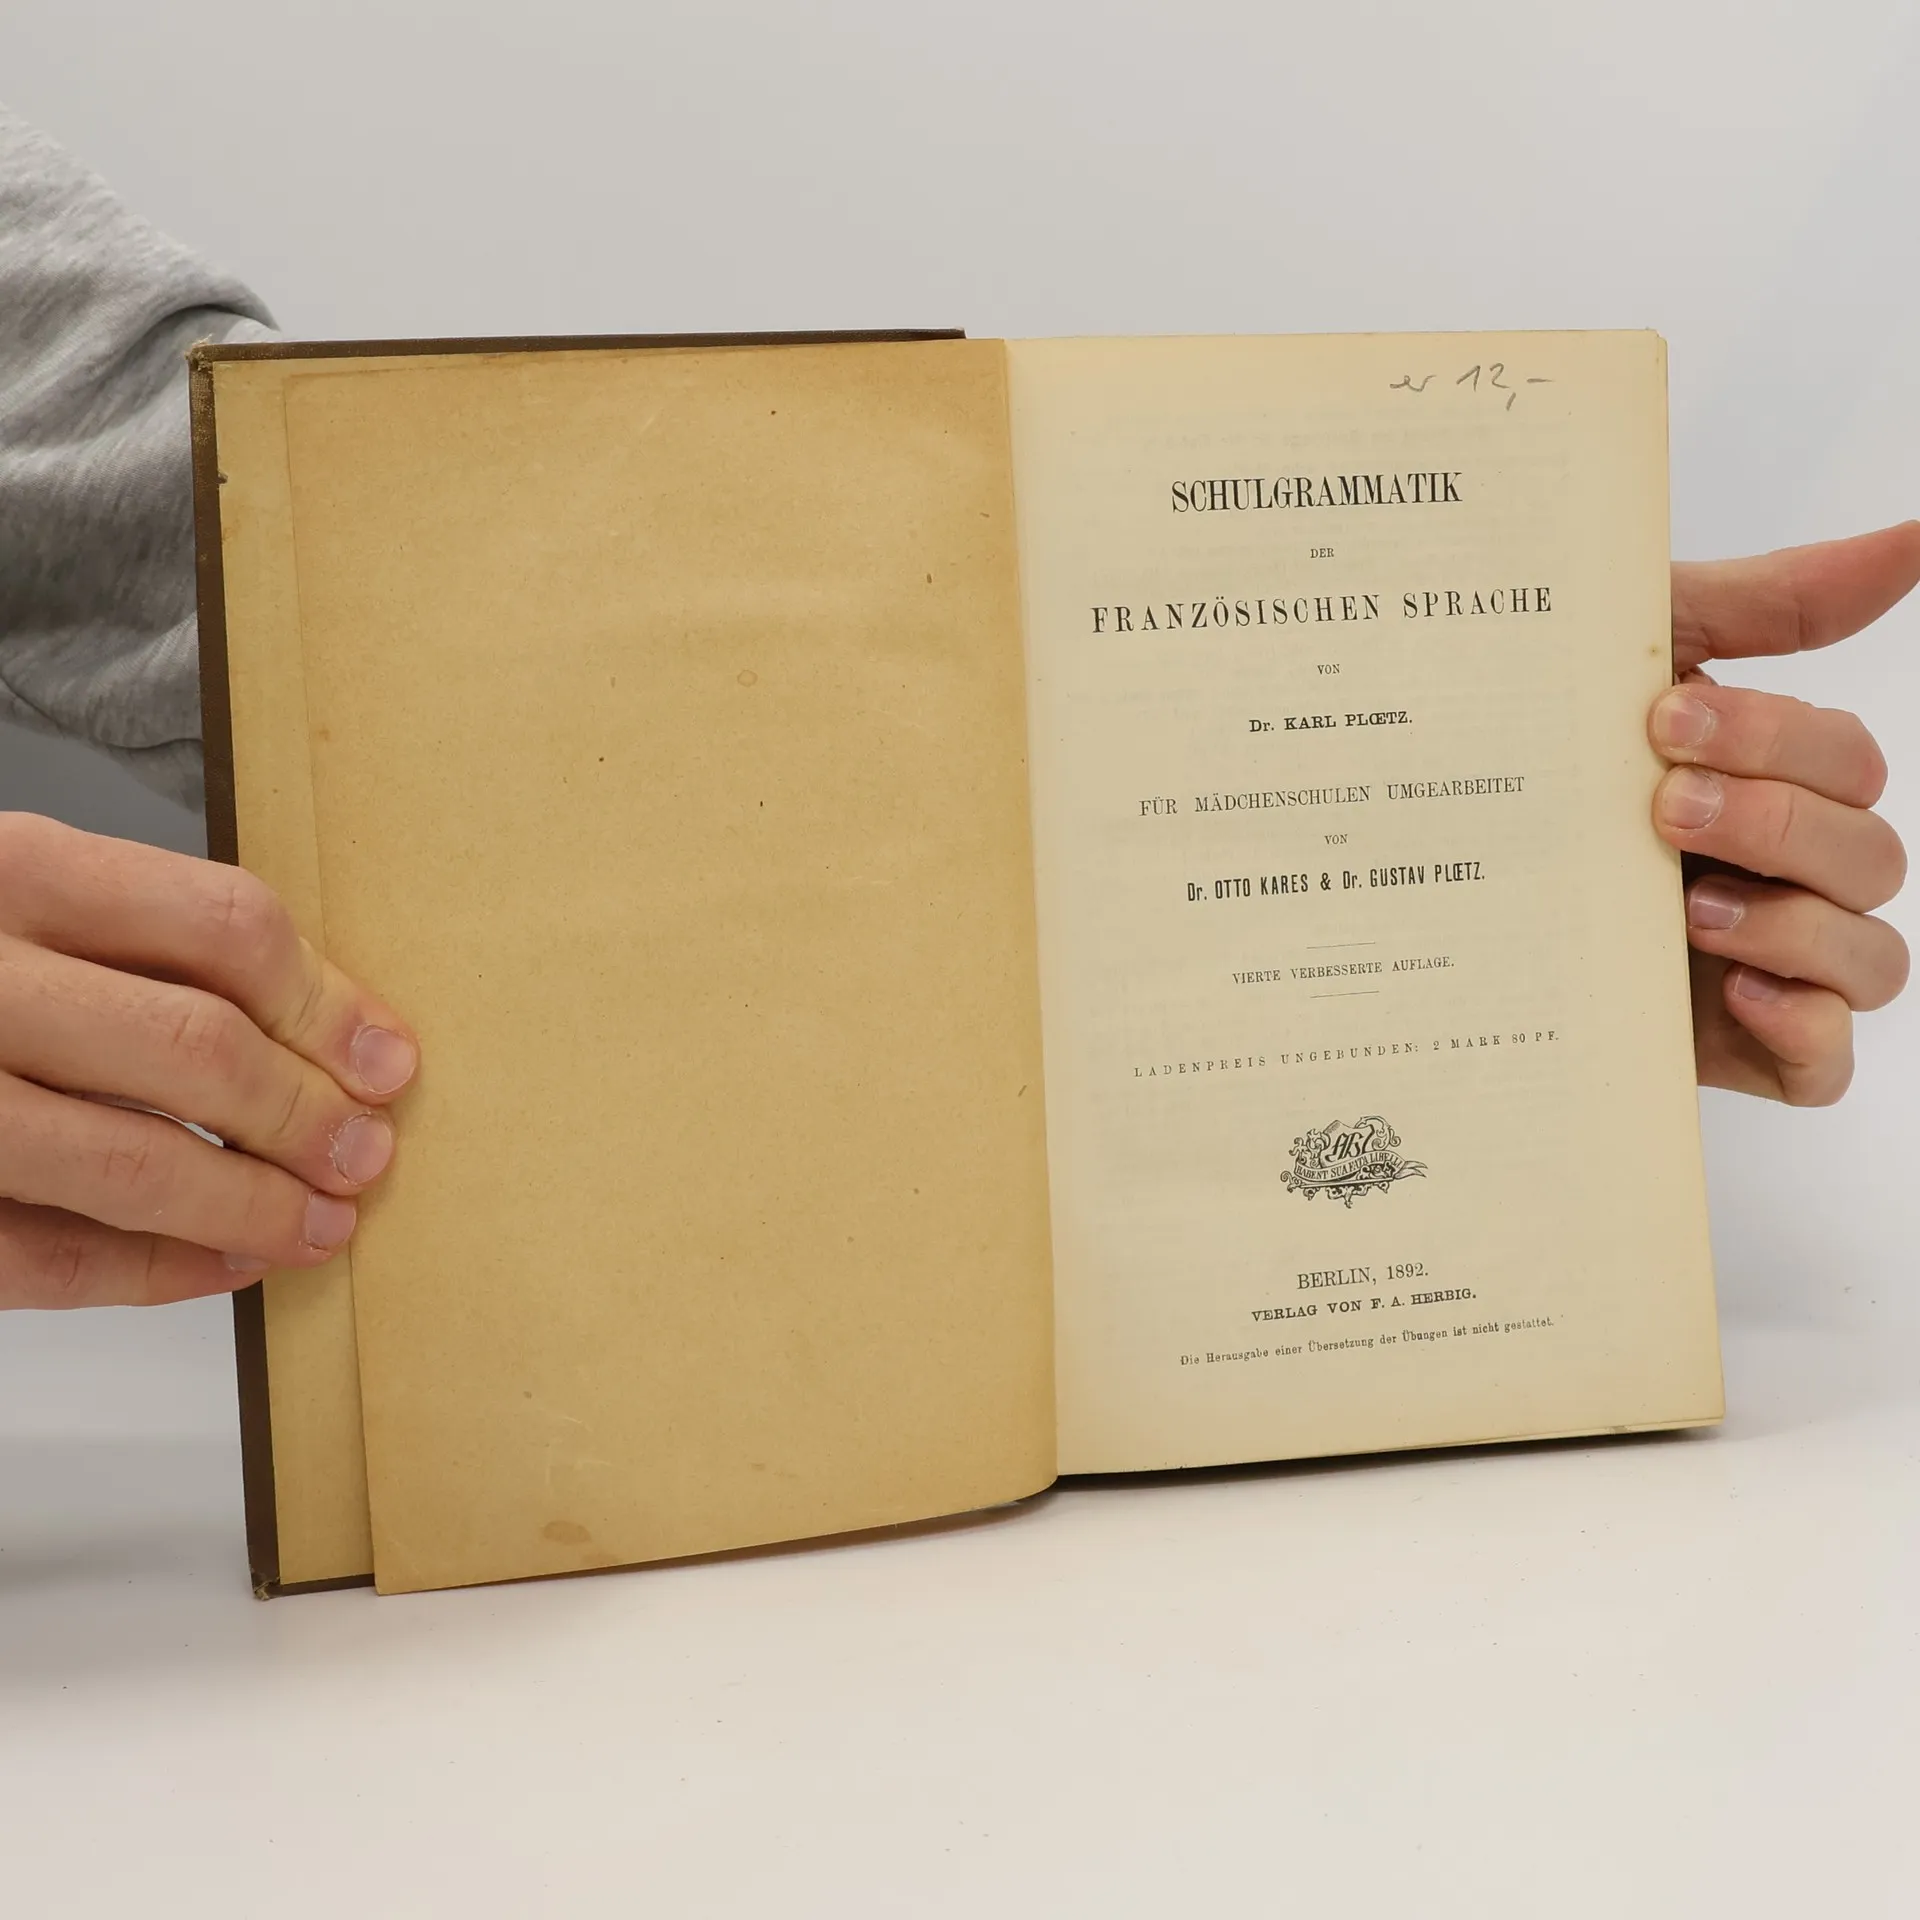 er 12,-
SCHULGRAMMATIK
DER
FRANZÖSISCHEN SPRACHE
VON
Dr. KARL PLŒTZ.
FÜR MÄDCHENSCHULEN UMGEARBEITET
VON
Dr. OTTO KARES & Dr. GUSTAV PLŒTZ.
VIERTE VERBESSERTE AUFLAGE.
LADENPREIS UNGEBUNDEN: 2 MARK 80 PF.
HABENT SUA FATA LIBELLI
BERLIN, 1892.
VERLAG VON F. A. HERBIG.
Die Herausgabe einer Übersetzung der Übungen ist nicht gestattet.